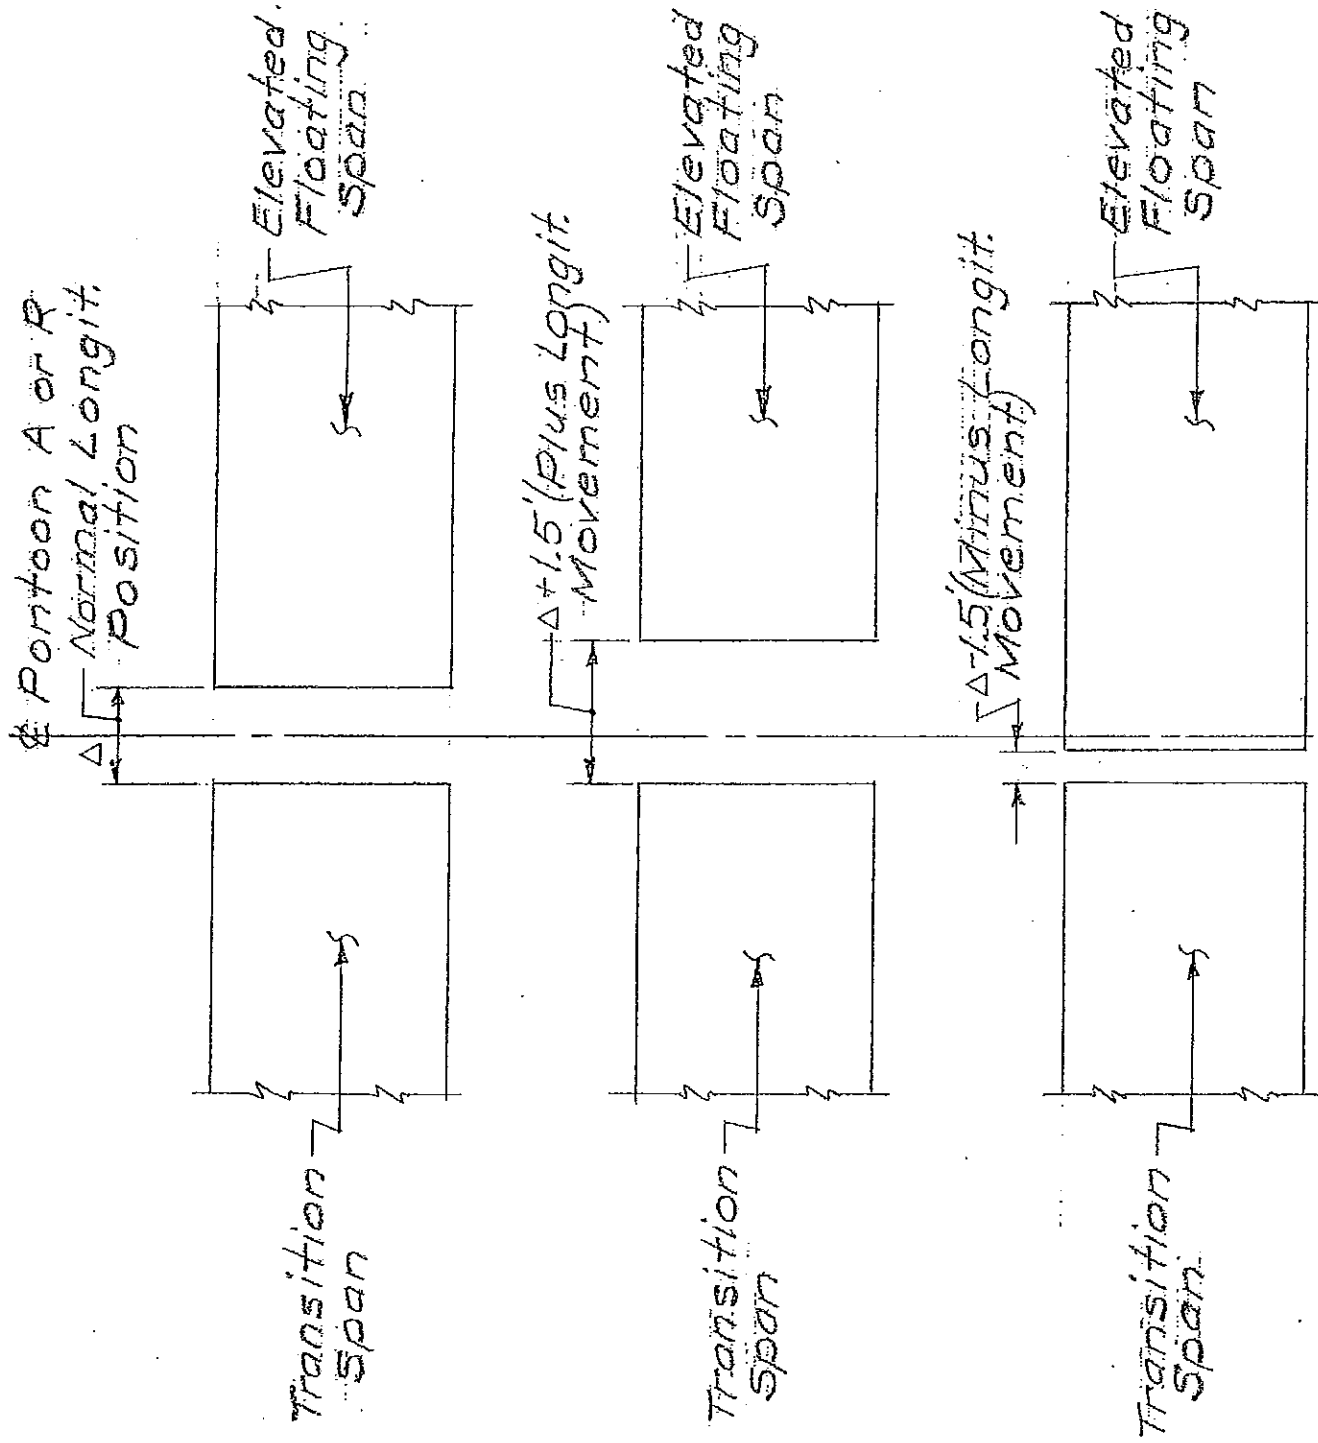 ℄ Pontoon A or R
Δ
Normal Longit.
Position
Transition
Span
Elevated
Floating
Span
Δ+1.5'(Plus Longit.
Movement)
Transition
Span
Elevated
Floating
Span
Δ-1.5'(Minus Longit.
Movement)
Transition
Span
Elevated
Floating
Span